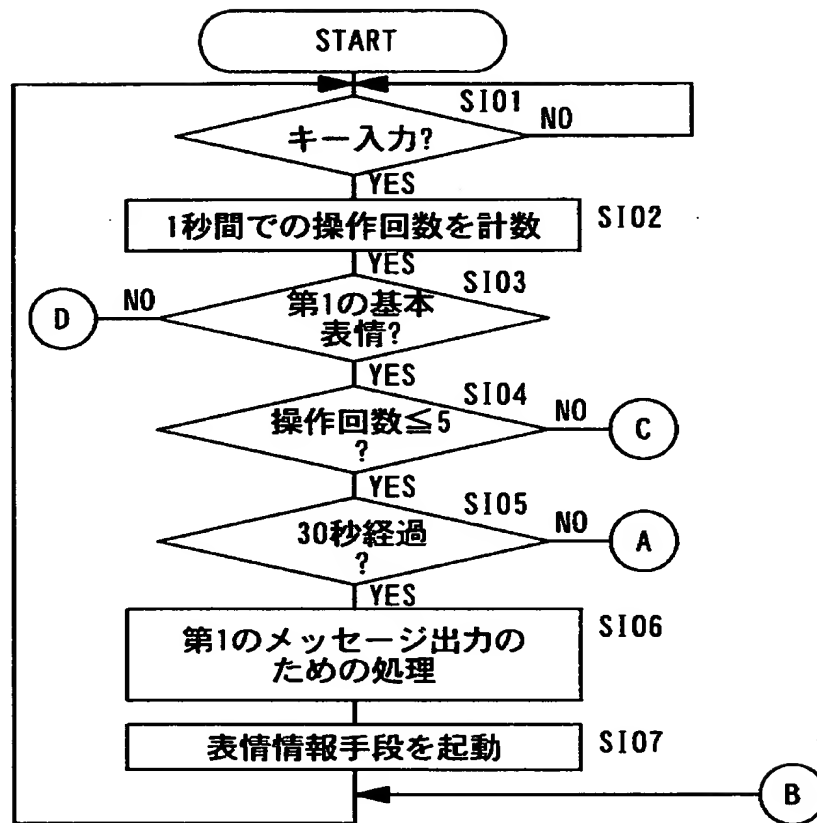 START
SI01
キー入力?
NO
YES
1秒間での操作回数を計数
SI02
YES
SI03
D
NO
第1の基本
表情?
YES
SI04
操作回数≦5
?
NO
C
YES
SI05
30秒経過
?
NO
A
YES
第1のメッセージ出力の
ための処理
SI06
表情情報手段を起動
SI07
B